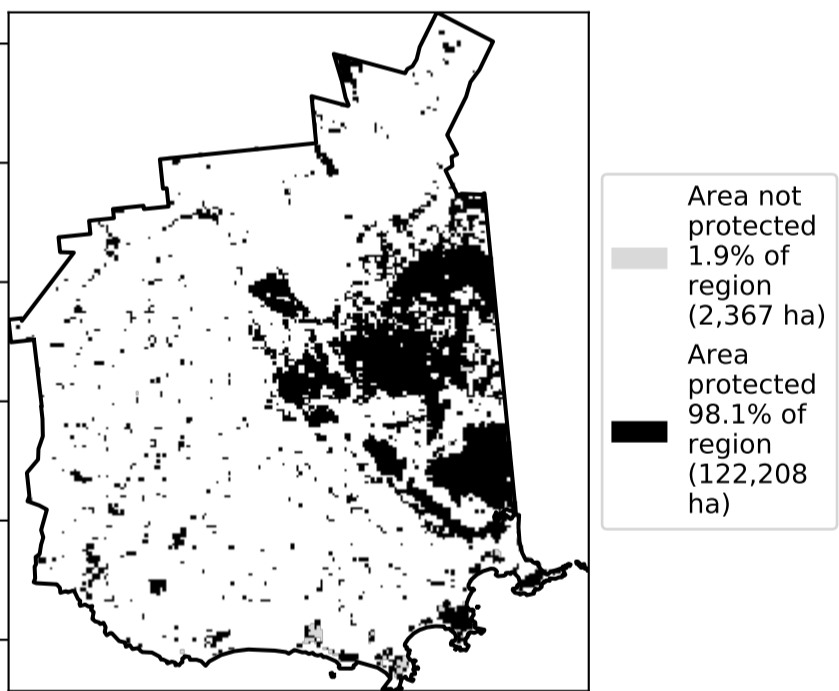 Area not
protected
1.9% of
region
(2,367 ha)
Area
protected
98.1% of
region
(122,208
ha)